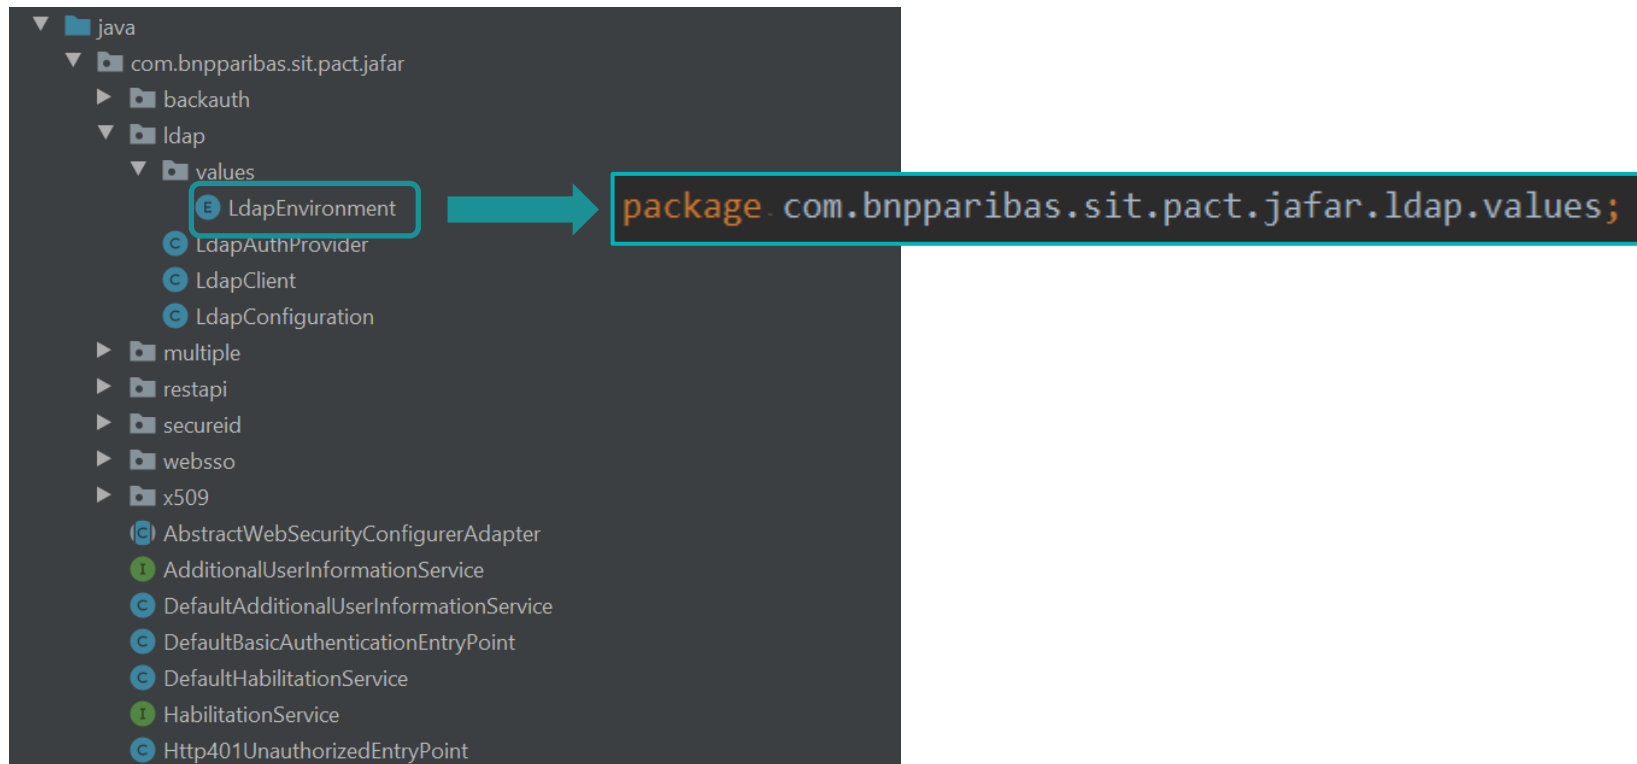 java
com.bnpparibas.sit.pact.jafar
backauth
ldap
values
E LdapEnvironment
package com.bnpparibas.sit.pact.jafar.ldap.values;
C LdapAuthProvider
C LdapClient
C LdapConfiguration
multiple
restapi
secureid
websso
x509
C AbstractWebSecurityConfigurerAdapter
I AdditionalUserInformationService
C DefaultAdditionalUserInformationService
C DefaultBasicAuthenticationEntryPoint
C DefaultHabilitationService
I HabilitationService
C Http401UnauthorizedEntryPoint